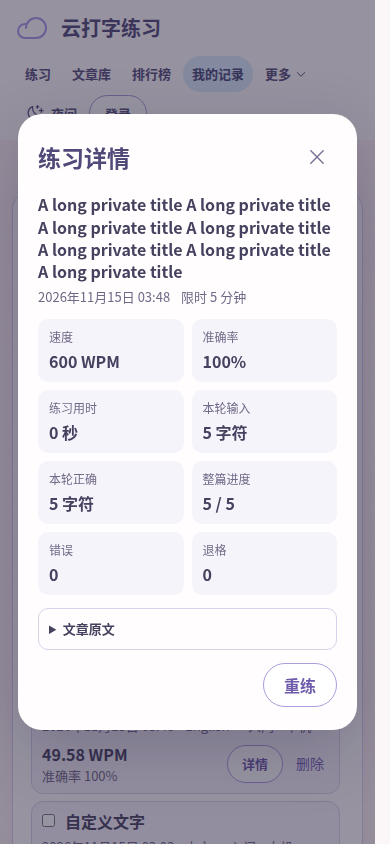 云打字练习
练习 文章库 排行榜 我的记录 更多
夜间 登录
练习详情
A long private title A long private title
A long private title A long private title
A long private title A long private title
A long private title
2026年11月15日 03:48 限时 5 分钟
速度 准确率
600 WPM 100%
练习用时 本轮输入
0 秒 5 字符
本轮正确 整篇进度
5 字符 5 / 5
错误 退格
0 0
文章原文
重练
49.58 WPM
准确率 100%
详情 删除
自定义文字